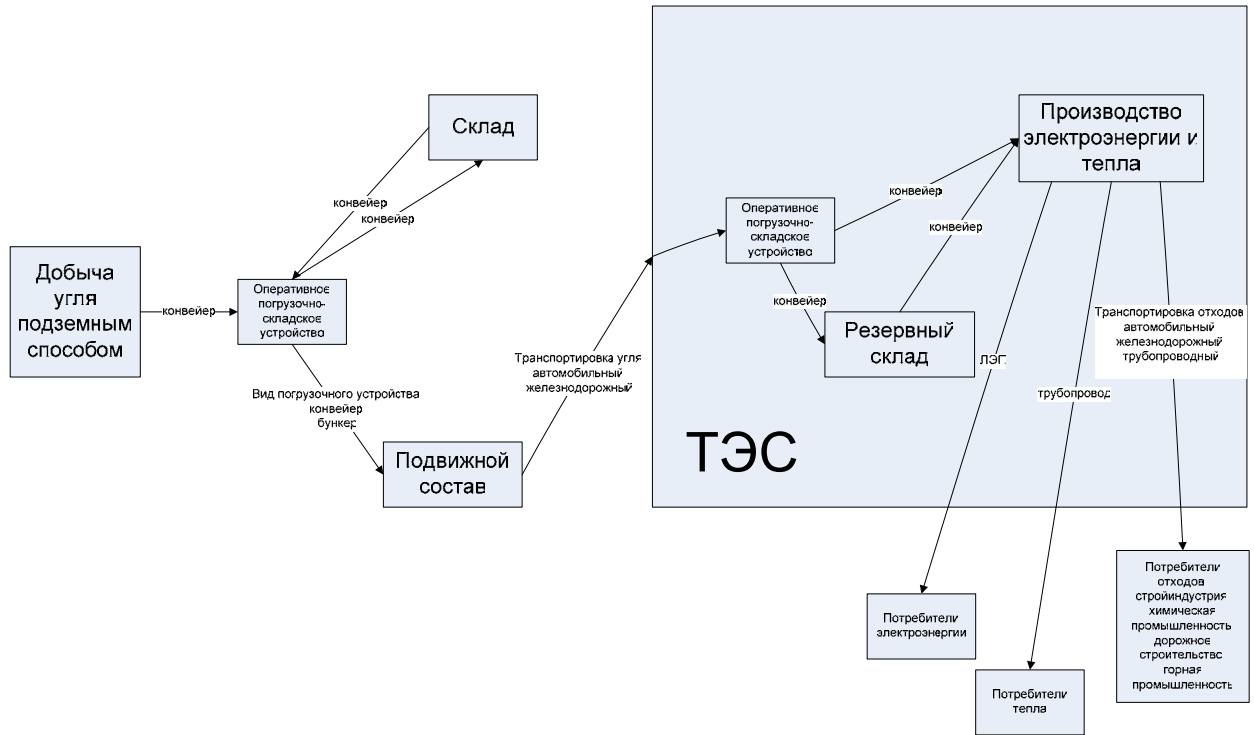 Склад
конвейер
конвейер
Добыча
угля
подземным
способом
конвейер
Оперативное
погрузочно-
складское
устройство
Вид погрузочного устройства
конвейер
бункер
Подвижной
состав
Транспортировка угля
автомобильный
железнодорожный
Производство
электроэнергии и
тепла
Оперативное
погрузочно-
складское
устройство
конвейер
конвейер
конвейер
Резервный
склад
ТЭС
ЛЭП
трубопровод
Транспортировка отходов
автомобильный
железнодорожный
трубопроводный
Потребители
электроэнергии
Потребители
тепла
Потребители
отходов
стройиндустрия
химическая
промышленность
дорожное
строительство
горная
промышленность